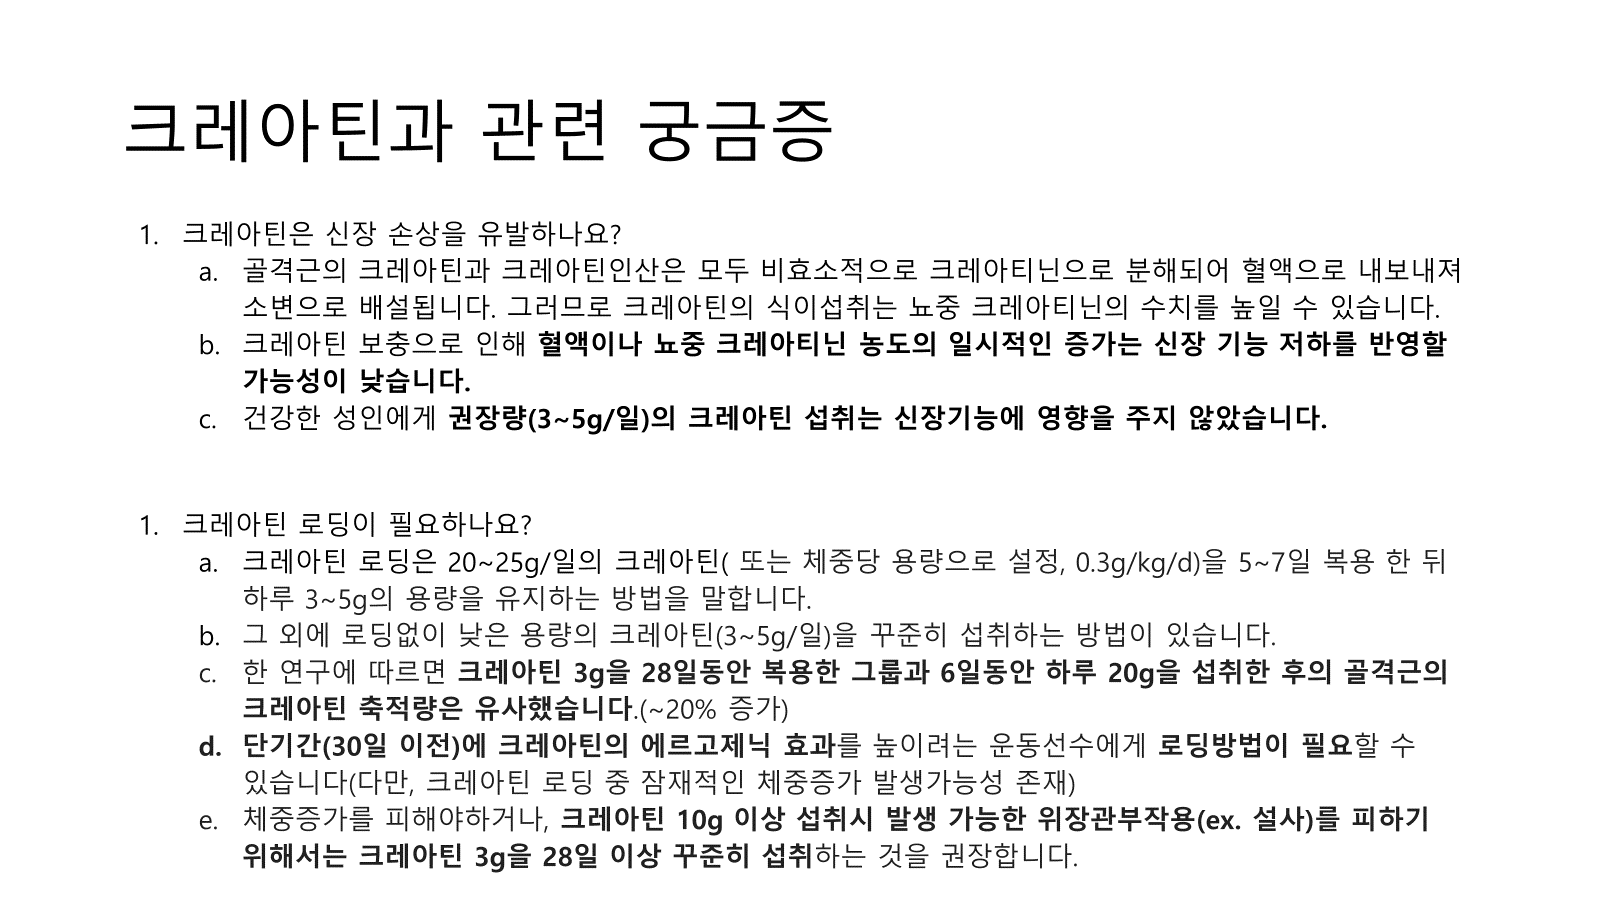 크레아틴과 관련 궁금증
1. 크레아틴은 신장 손상을 유발하나요?
a. 골격근의 크레아틴과 크레아틴인산은 모두 비효소적으로 크레아티닌으로 분해되어 혈액으로 내보내져
소변으로 배설됩니다. 그러므로 크레아틴의 식이섭취는 뇨중 크레아티닌의 수치를 높일 수 있습니다.
b. 크레아틴 보충으로 인해 혈액이나 뇨중 크레아티닌 농도의 일시적인 증가는 신장 기능 저하를 반영할
가능성이 낮습니다.
c. 건강한 성인에게 권장량(3~5g/일)의 크레아틴 섭취는 신장기능에 영향을 주지 않았습니다.
1. 크레아틴 로딩이 필요하나요?
a. 크레아틴 로딩은 20~25g/일의 크레아틴( 또는 체중당 용량으로 설정, 0.3g/kg/d)을 5~7일 복용 한 뒤
하루 3~5g의 용량을 유지하는 방법을 말합니다.
b. 그 외에 로딩없이 낮은 용량의 크레아틴(3~5g/일)을 꾸준히 섭취하는 방법이 있습니다.
c. 한 연구에 따르면 크레아틴 3g을 28일동안 복용한 그룹과 6일동안 하루 20g을 섭취한 후의 골격근의
크레아틴 축적량은 유사했습니다.(~20% 증가)
d. 단기간(30일 이전)에 크레아틴의 에르고제닉 효과를 높이려는 운동선수에게 로딩방법이 필요할 수
있습니다(다만, 크레아틴 로딩 중 잠재적인 체중증가 발생가능성 존재)
e. 체중증가를 피해야하거나, 크레아틴 10g 이상 섭취시 발생 가능한 위장관부작용(ex. 설사)를 피하기
위해서는 크레아틴 3g을 28일 이상 꾸준히 섭취하는 것을 권장합니다.